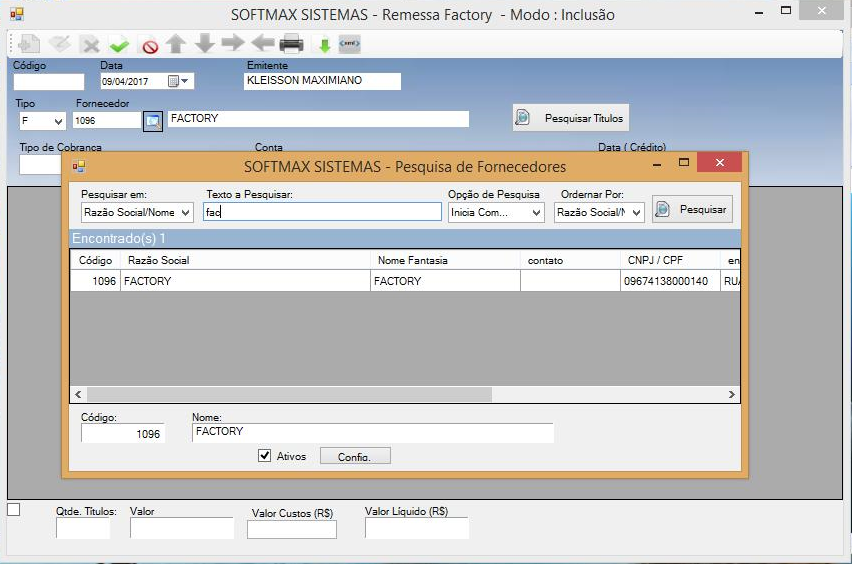 SOFTMAX SISTEMAS - Remessa Factory - Modo : Inclusão
Código Data Emitente
09/04/2017 KLEISSON MAXIMIANO
Tipo Fornecedor
F 1096 FACTORY Pesquisar Titulos
Tipo de Cobrança Conta Data ( Crédito)
SOFTMAX SISTEMAS - Pesquisa de Fornecedores
Pesquisar em: Texto a Pesquisar: Opção de Pesquisa Ordernar Por:
Razão Social/Nome fac Inicia Com... Razão Social/N Pesquisar
Encontrado(s) 1
Código Razão Social Nome Fantasia contato CNPJ / CPF en
1096 FACTORY FACTORY 09674138000140 RUA
Código: Nome:
1096 FACTORY
Ativos Config.
Qtde. Títulos: Valor Valor Custos (R$) Valor Líquido (R$)